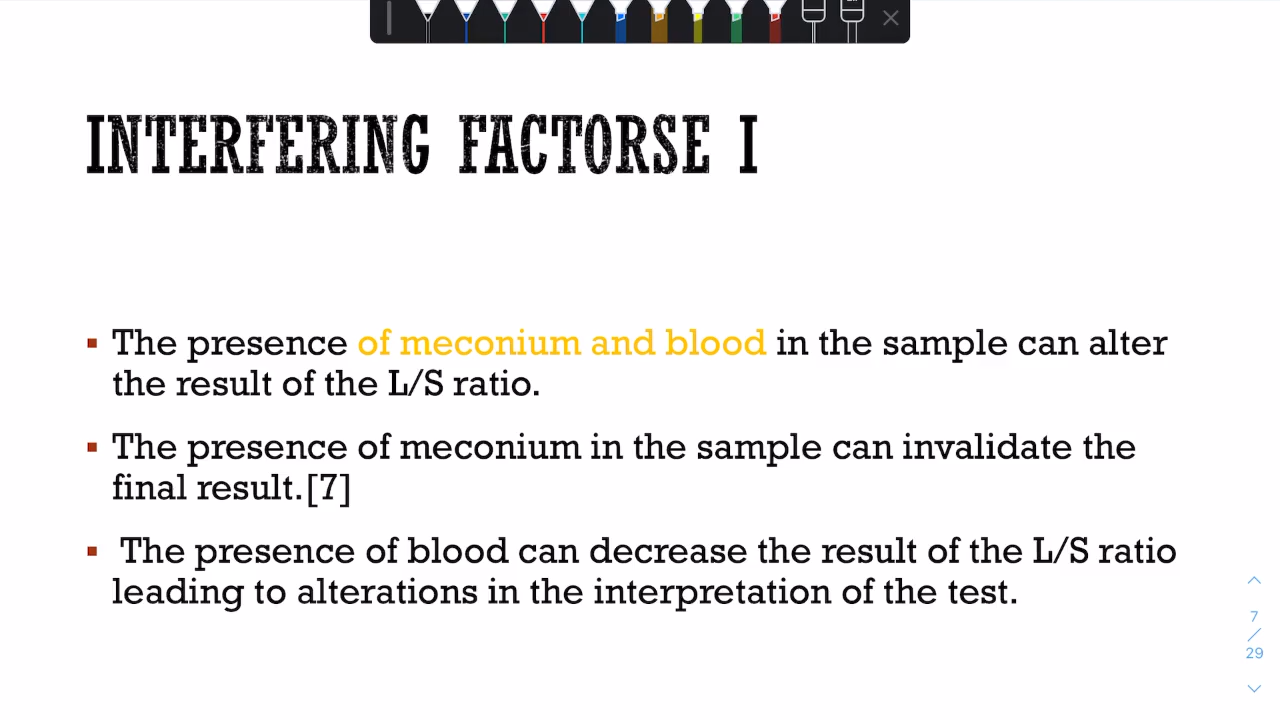 INTERFERING FACTORSE I
▪ The presence of meconium and blood in the sample can alter
the result of the L/S ratio.
▪ The presence of meconium in the sample can invalidate the
final result.[7]
▪ The presence of blood can decrease the result of the L/S ratio
leading to alterations in the interpretation of the test.
7
/
29